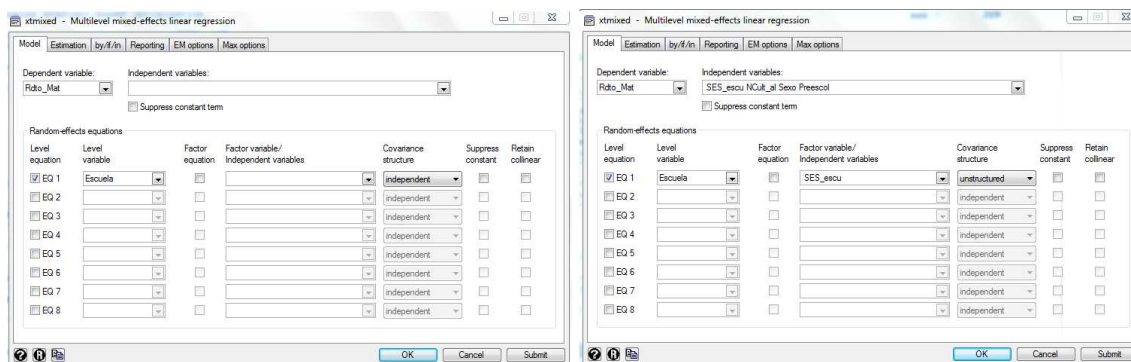 xtmixed - Multilevel mixed-effects linear regression
Model Estimation by/if/in Reporting EM options Max options
Dependent variable: Independent variables:
Rdto_Mat
Suppress constant term
Random-effects equations
Level equation Level variable Factor equation Factor variable/ Independent variables Covariance structure Suppress constant Retain collinear
EQ 1 Escuela independent
EQ 2 independent
EQ 3 independent
EQ 4 independent
EQ 5 independent
EQ 6 independent
EQ 7 independent
EQ 8 independent
OK Cancel Submit
xtmixed - Multilevel mixed-effects linear regression
Model Estimation by/if/in Reporting EM options Max options
Dependent variable: Independent variables:
Rdto_Mat SES_escu NCult_al Sexo Preescol
Suppress constant term
Random-effects equations
Level equation Level variable Factor equation Factor variable/ Independent variables Covariance structure Suppress constant Retain collinear
EQ 1 Escuela SES_escu unstructured
EQ 2 independent
EQ 3 independent
EQ 4 independent
EQ 5 independent
EQ 6 independent
EQ 7 independent
EQ 8 independent
OK Cancel Submit